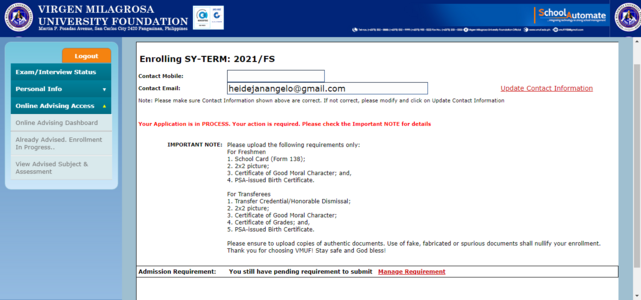 VIRGEN MILAGROSA
UNIVERSITY FOUNDATION
Martin P. Posadas Avenue, San Carlos City 2420 Pangasinan, Philippines
SchoolAutomate
Logout
Exam/Interview Status
Personal Info
Online Advising Access
Online Advising Dashboard
Already Advised. Enrollment
In Progress..
View Advised Subject &
Assessment
Enrolling SY-TERM: 2021/FS
Contact Mobile:
Contact Email: heidejanangelo@gmail.com Update Contact Information
Note: Please make sure Contact Information shown above are correct. If not correct, please modify and click on Update Contact Information
Your Application is in PROCESS. Your action is required. Please check the Important NOTE for details
IMPORTANT NOTE: Please upload the following requirements only:
For Freshmen
1. School Card (Form 138);
2. 2x2 picture;
3. Certificate of Good Moral Character; and,
4. PSA-issued Birth Certificate.
For Transferees
1. Transfer Credential/Honorable Dismissal;
2. 2x2 picture;
3. Certificate of Good Moral Character;
4. Certificate of Grades; and,
5. PSA-issued Birth Certificate.
Please ensure to upload copies of authentic documents. Use of fake, fabricated or spurious documents shall nullify your enrollment.
Thank you for choosing VMUF! Stay safe and God bless!
Admission Requirement: You still have pending requirement to submit Manage Requirement